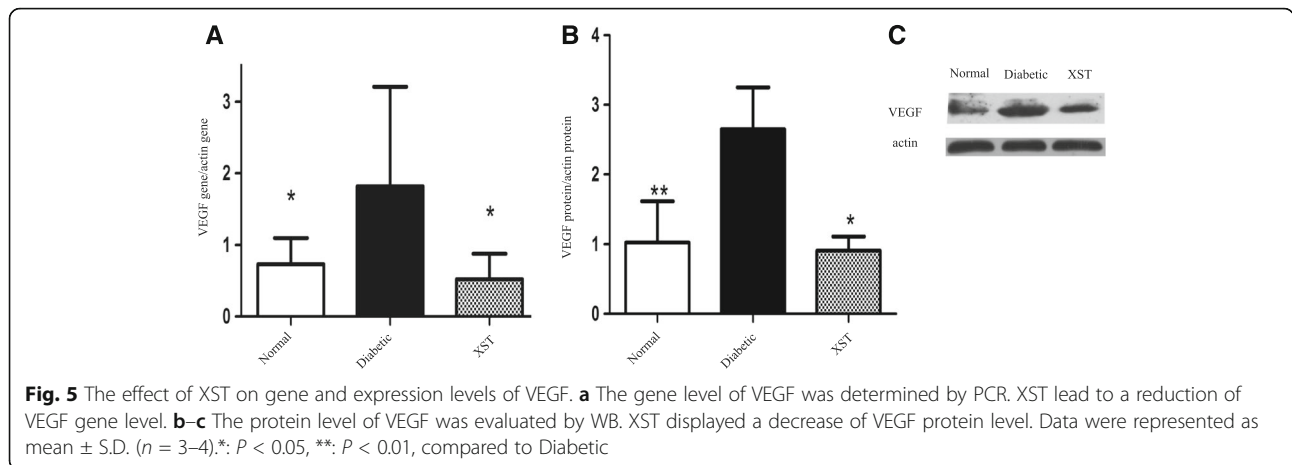 A
B
C
VEGF gene/actin gene
3
2
1
0
*
*
Normal
Diabetic
XST
VEGF protein/actin protein
4
3
2
1
0
**
*
Normal
Diabetic
XST
Normal Diabetic XST
VEGF
actin
Fig. 5 The effect of XST on gene and expression levels of VEGF. a The gene level of VEGF was determined by PCR. XST lead to a reduction of
VEGF gene level. b–c The protein level of VEGF was evaluated by WB. XST displayed a decrease of VEGF protein level. Data were represented as
mean ± S.D. (n = 3–4).*: P < 0.05, **: P < 0.01, compared to Diabetic